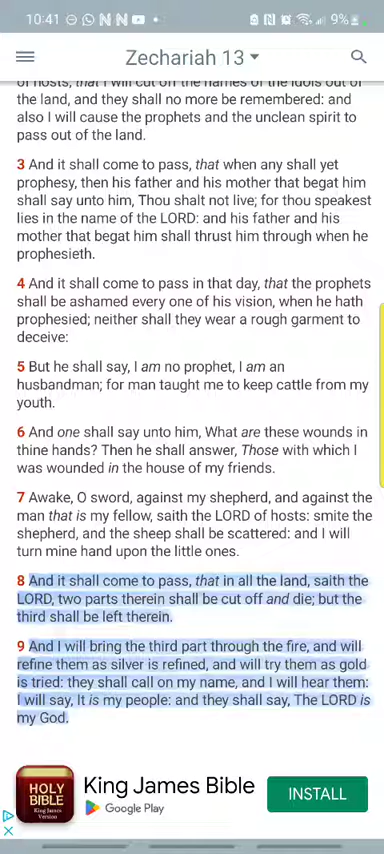 10:41
9%
Zechariah 13
of hosts, that I will cut off the names of the idols out of
the land, and they shall no more be remembered: and
also I will cause the prophets and the unclean spirit to
pass out of the land.
3 And it shall come to pass, that when any shall yet
prophesy, then his father and his mother that begat him
shall say unto him, Thou shalt not live; for thou speakest
lies in the name of the LORD: and his father and his
mother that begat him shall thrust him through when he
prophesieth.
4 And it shall come to pass in that day, that the prophets
shall be ashamed every one of his vision, when he hath
prophesied; neither shall they wear a rough garment to
deceive:
5 But he shall say, I am no prophet, I am an
husbandman; for man taught me to keep cattle from my
youth.
6 And one shall say unto him, What are these wounds in
thine hands? Then he shall answer, Those with which I
was wounded in the house of my friends.
7 Awake, O sword, against my shepherd, and against the
man that is my fellow, saith the LORD of hosts: smite the
shepherd, and the sheep shall be scattered: and I will
turn mine hand upon the little ones.
8 And it shall come to pass, that in all the land, saith the
LORD, two parts therein shall be cut off and die; but the
third shall be left therein.
9 And I will bring the third part through the fire, and will
refine them as silver is refined, and will try them as gold
is tried: they shall call on my name, and I will hear them:
I will say, It is my people: and they shall say, The LORD is
my God.
HOLY
BIBLE
King James
Version
King James Bible
Google Play
INSTALL